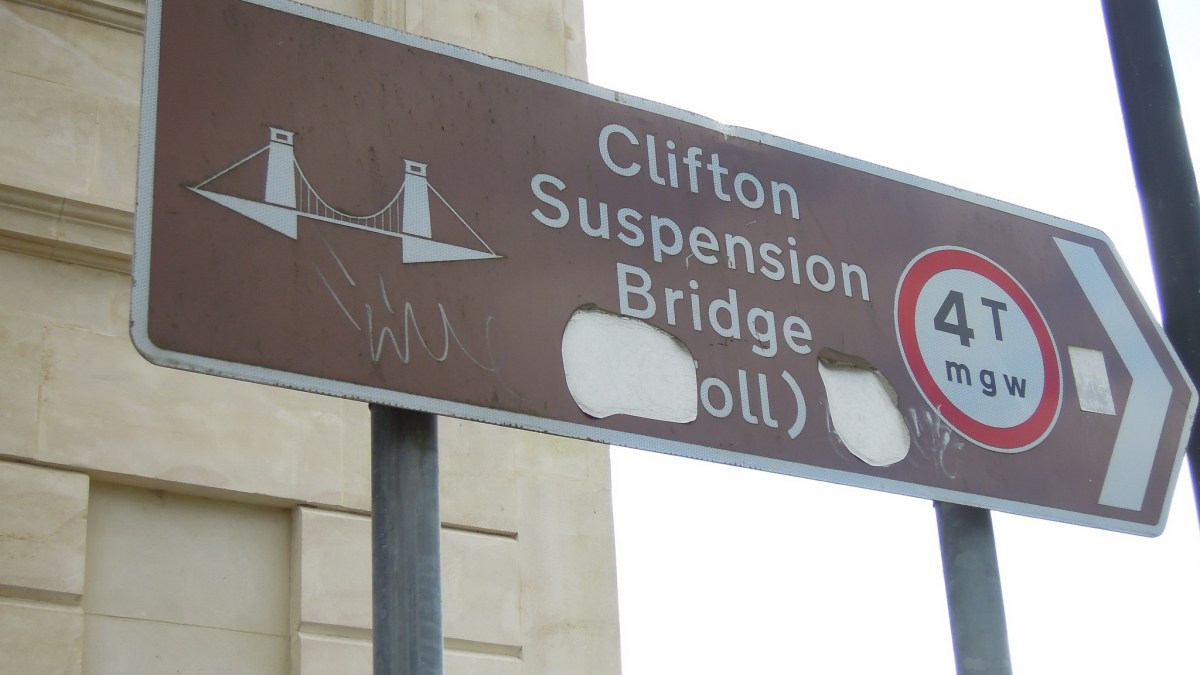 Clifton
Suspension
Bridge
oll)
4T
mgw